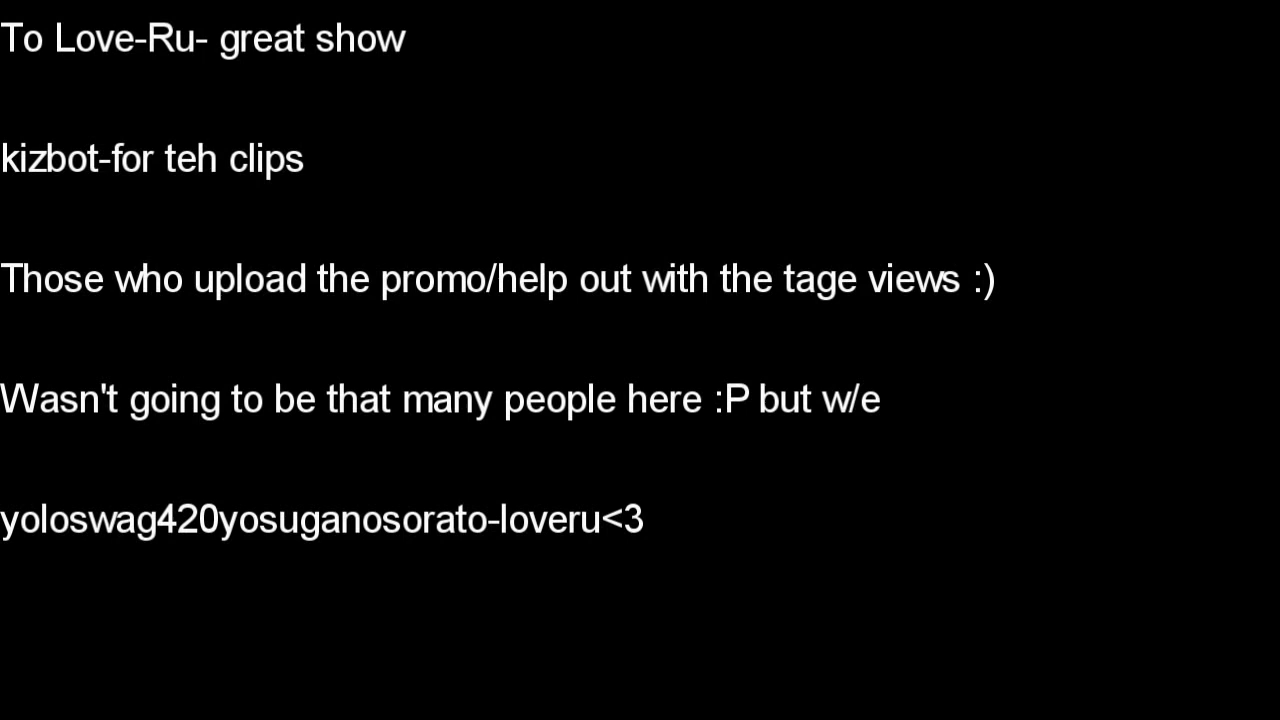 To Love-Ru- great show
kizbot-for teh clips
Those who upload the promo/help out with the tage views :)
Wasn't going to be that many people here :P but w/e
yoloswag420yosuganosorato-loveru<3